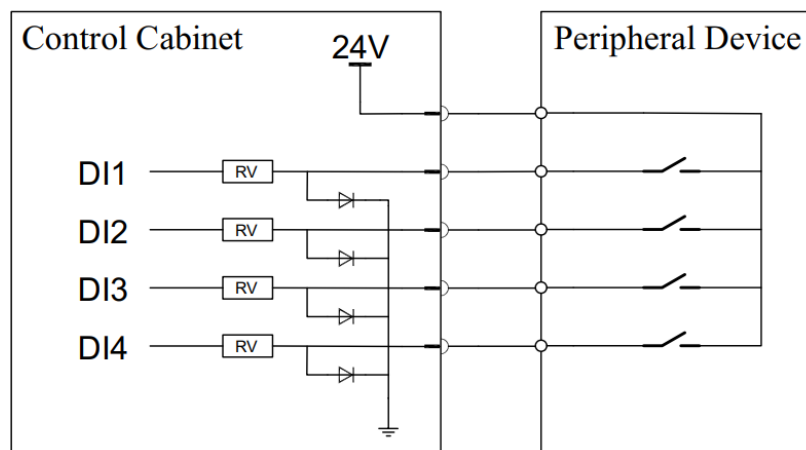 Control Cabinet
Peripheral Device
24V
DI1
RV
DI2
RV
DI3
RV
DI4
RV